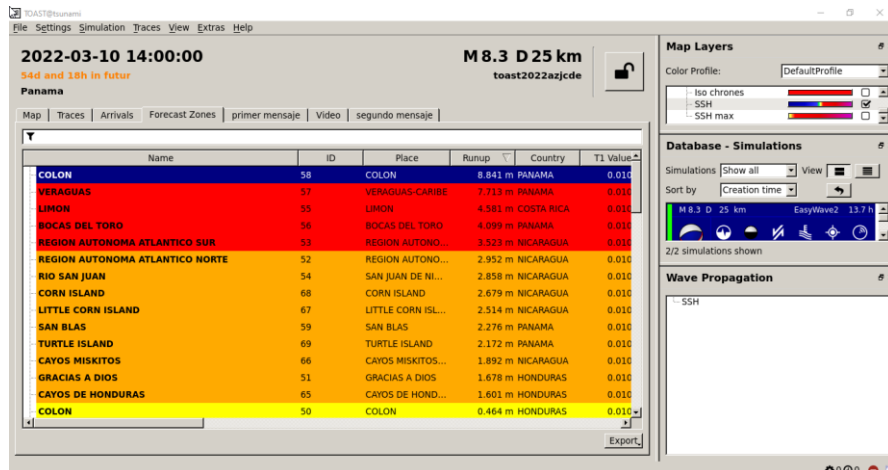 TOAST@tsunami
File Settings Simulation Traces View Extras Help
2022-03-10 14:00:00
M 8.3 D 25 km
54d and 18h in futur
toast2022azjcde
Panama
Map Traces Arrivals Forecast Zones primer mensaje Video segundo mensaje
Name ID Place Runup Country T1 Value
COLON 58 COLON 8.841 m PANAMA 0.010
VERAGUAS 57 VERAGUAS-CARIBE 7.713 m PANAMA 0.010
LIMON 55 LIMON 4.581 m COSTA RICA 0.010
BOCAS DEL TORO 56 BOCAS DEL TORO 4.099 m PANAMA 0.010
REGION AUTONOMA ATLANTICO SUR 53 REGION AUTONO... 3.523 m NICARAGUA 0.010
REGION AUTONOMA ATLANTICO NORTE 52 REGION AUTONO... 2.952 m NICARAGUA 0.010
RIO SAN JUAN 54 SAN JUAN DE NI... 2.858 m NICARAGUA 0.010
CORN ISLAND 68 CORN ISLAND 2.679 m NICARAGUA 0.010
LITTLE CORN ISLAND 67 LITTLE CORN ISL... 2.514 m NICARAGUA 0.010
SAN BLAS 59 SAN BLAS 2.276 m PANAMA 0.010
TURTLE ISLAND 69 TURTLE ISLAND 2.172 m PANAMA 0.010
CAYOS MISKITOS 66 CAYOS MISKITOS... 1.892 m NICARAGUA 0.010
GRACIAS A DIOS 51 GRACIAS A DIOS 1.678 m HONDURAS 0.010
CAYOS DE HONDURAS 65 CAYOS DE HOND... 1.601 m HONDURAS 0.010
COLON 50 COLON 0.464 m HONDURAS 0.010
Export
Map Layers
Color Profile: DefaultProfile
Iso chrones
SSH
SSH max
Database - Simulations
Simulations Show all View
Sort by Creation time
M 8.3 D 25 km EasyWave2 13.7 h
2/2 simulations shown
Wave Propagation
SSH